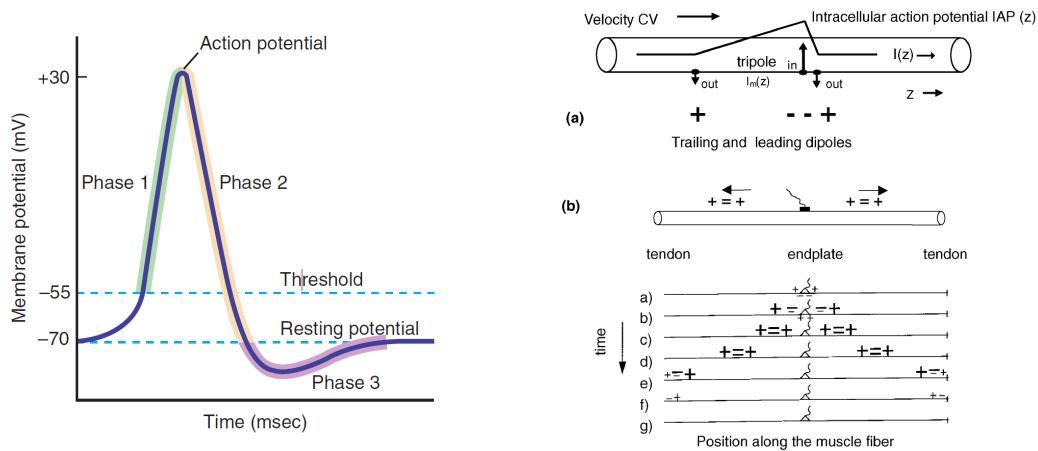 Action potential
+30
Phase 1
Phase 2
Threshold
−55
Resting potential
−70
Phase 3
Membrane potential (mV)
Time (msec)
Velocity CV
Intracellular action potential IAP (z)
tripole
in
I(z)
Im(z)
out
out
z
(a)
+
- - +
Trailing and leading dipoles
(b)
+ = +
+ = +
tendon
endplate
tendon
a)
b)
c)
d)
e)
f)
g)
time
Position along the muscle fiber